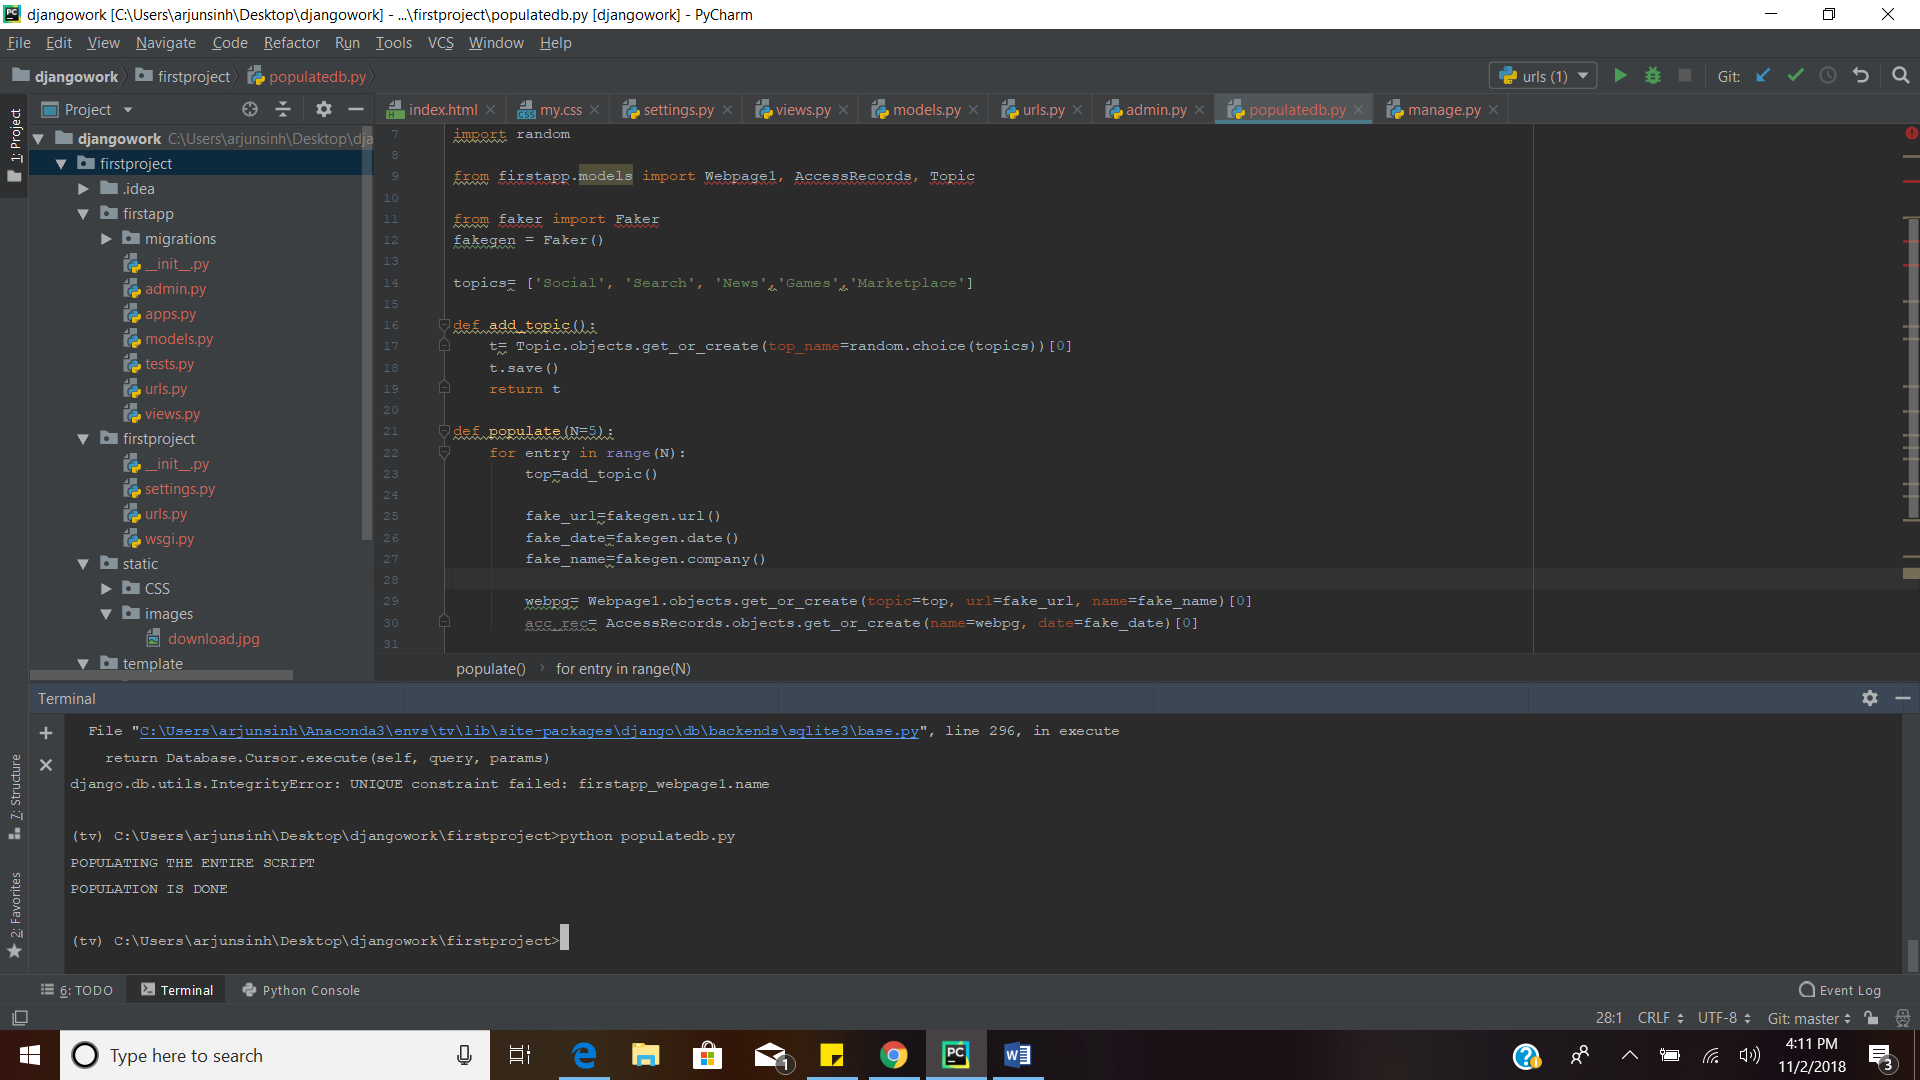 djangowork [C:\Users\arjunsinh\Desktop\djangowork] - ...\firstproject\populatedb.py [djangowork] - PyCharm
File Edit View Navigate Code Refactor Run Tools VCS Window Help
djangowork firstproject populatedb.py
urls (1) Git:
Project
index.html my.css settings.py views.py models.py urls.py admin.py populatedb.py manage.py
1: Project
djangowork C:\Users\arjunsinh\Desktop\dja
firstproject
.idea
firstapp
migrations
__init__.py
admin.py
apps.py
models.py
tests.py
urls.py
views.py
firstproject
__init__.py
settings.py
urls.py
wsgi.py
static
CSS
images
download.jpg
template
7 import random
8
9 from firstapp.models import Webpage1, AccessRecords, Topic
10
11 from faker import Faker
12 fakegen = Faker()
13
14 topics= ['Social', 'Search', 'News','Games','Marketplace']
15
16 def add_topic():
17 t= Topic.objects.get_or_create(top_name=random.choice(topics))[0]
18 t.save()
19 return t
20
21 def populate(N=5):
22 for entry in range(N):
23 top=add_topic()
24
25 fake_url=fakegen.url()
26 fake_date=fakegen.date()
27 fake_name=fakegen.company()
28
29 webpg= Webpage1.objects.get_or_create(topic=top, url=fake_url, name=fake_name)[0]
30 acc_rec= AccessRecords.objects.get_or_create(name=webpg, date=fake_date)[0]
31
populate() for entry in range(N)
Terminal
File "C:\Users\arjunsinh\Anaconda3\envs\tv\lib\site-packages\django\db\backends\sqlite3\base.py", line 296, in execute
return Database.Cursor.execute(self, query, params)
django.db.utils.IntegrityError: UNIQUE constraint failed: firstapp_webpage1.name
(tv) C:\Users\arjunsinh\Desktop\djangowork\firstproject>python populatedb.py
POPULATING THE ENTIRE SCRIPT
POPULATION IS DONE
(tv) C:\Users\arjunsinh\Desktop\djangowork\firstproject>
7: Structure
2: Favorites
6: TODO Terminal Python Console Event Log
28:1 CRLF UTF-8 Git: master
Type here to search
1
PC
4:11 PM
11/2/2018
3